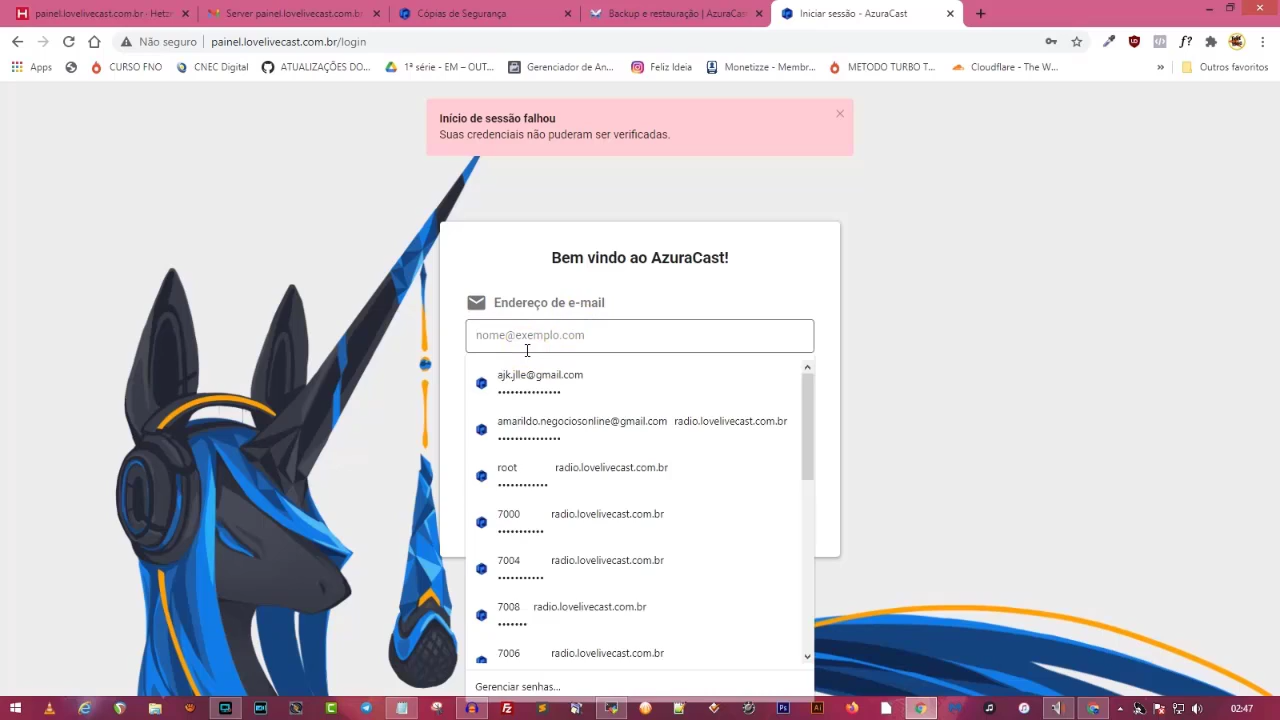 painel.lovelivecast.com.br - Hetz
Server painel.lovelivecast.com.br
Cópias de Segurança
Backup e restauração | AzuraCas
Iniciar sessão - AzuraCast
Não seguro
painel.lovelivecast.com.br/login
Apps
CURSO FNO
CNEC Digital
ATUALIZAÇÕES DO...
1ª série - EM – OUT...
Gerenciador de An...
Feliz Ideia
Monetizze - Membr...
METODO TURBO T...
Cloudflare - The W...
»
Outros favoritos
Início de sessão falhou
Suas credenciais não puderam ser verificadas.
Bem vindo ao AzuraCast!
Endereço de e-mail
nome@exemplo.com
ajk.jlle@gmail.com
•••••••••••••••
amarildo.negociosonline@gmail.com radio.lovelivecast.com.br
•••••••••••••••
root radio.lovelivecast.com.br
••••••••••••
7000 radio.lovelivecast.com.br
•••••••••••
7004 radio.lovelivecast.com.br
•••••••••••
7008 radio.lovelivecast.com.br
•••••••
7006 radio.lovelivecast.com.br
Gerenciar senhas...
02:47